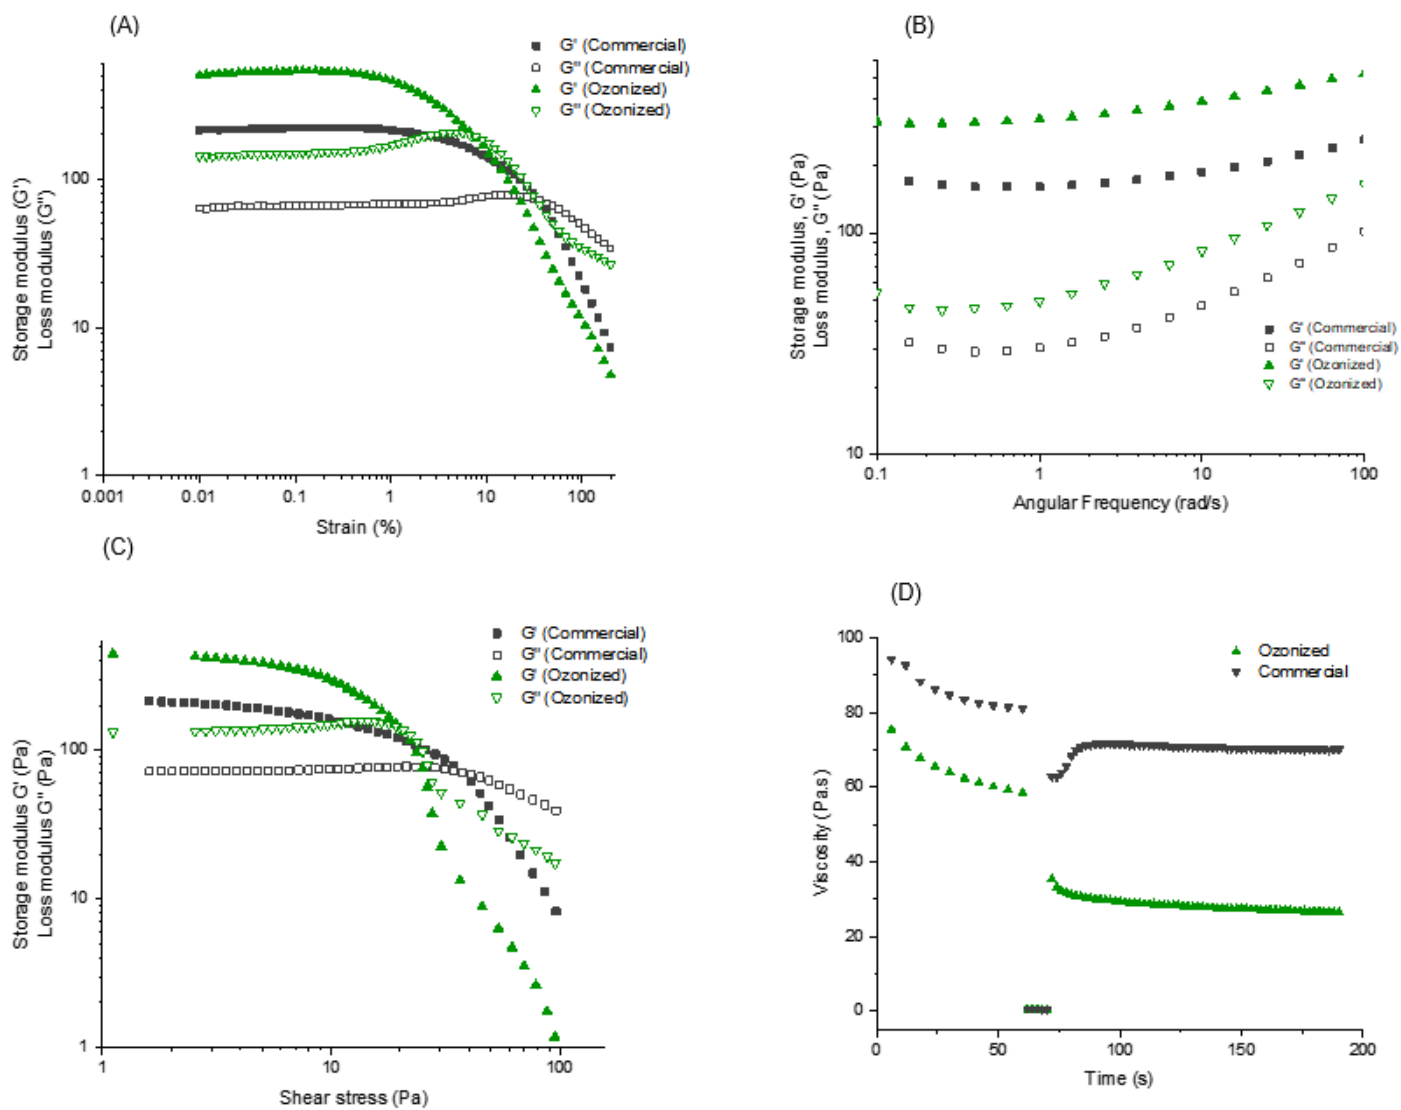 (A)
G' (Commercial)
G" (Commercial)
G' (Ozonized)
G" (Ozonized)
Storage modulus (G')
Loss modulus (G")
100
10
1
0.001
0.01
0.1
1
10
100
Strain (%)
(B)
Storage modulus, G' (Pa)
Loss modulus, G" (Pa)
100
10
G' (Commercial)
G" (Commercial)
G' (Ozonized)
G" (Ozonized)
0.1
1
10
100
Angular Frequency (rad/s)
(C)
G' (Commercial)
G" (Commercial)
G' (Ozonized)
G" (Ozonized)
Storage modulus G' (Pa)
Loss modulus G" (Pa)
100
10
1
1
10
100
Shear stress (Pa)
(D)
Ozonized
Commercial
Viscosity (Pa.s)
100
80
60
40
20
0
0
50
100
150
200
Time (s)